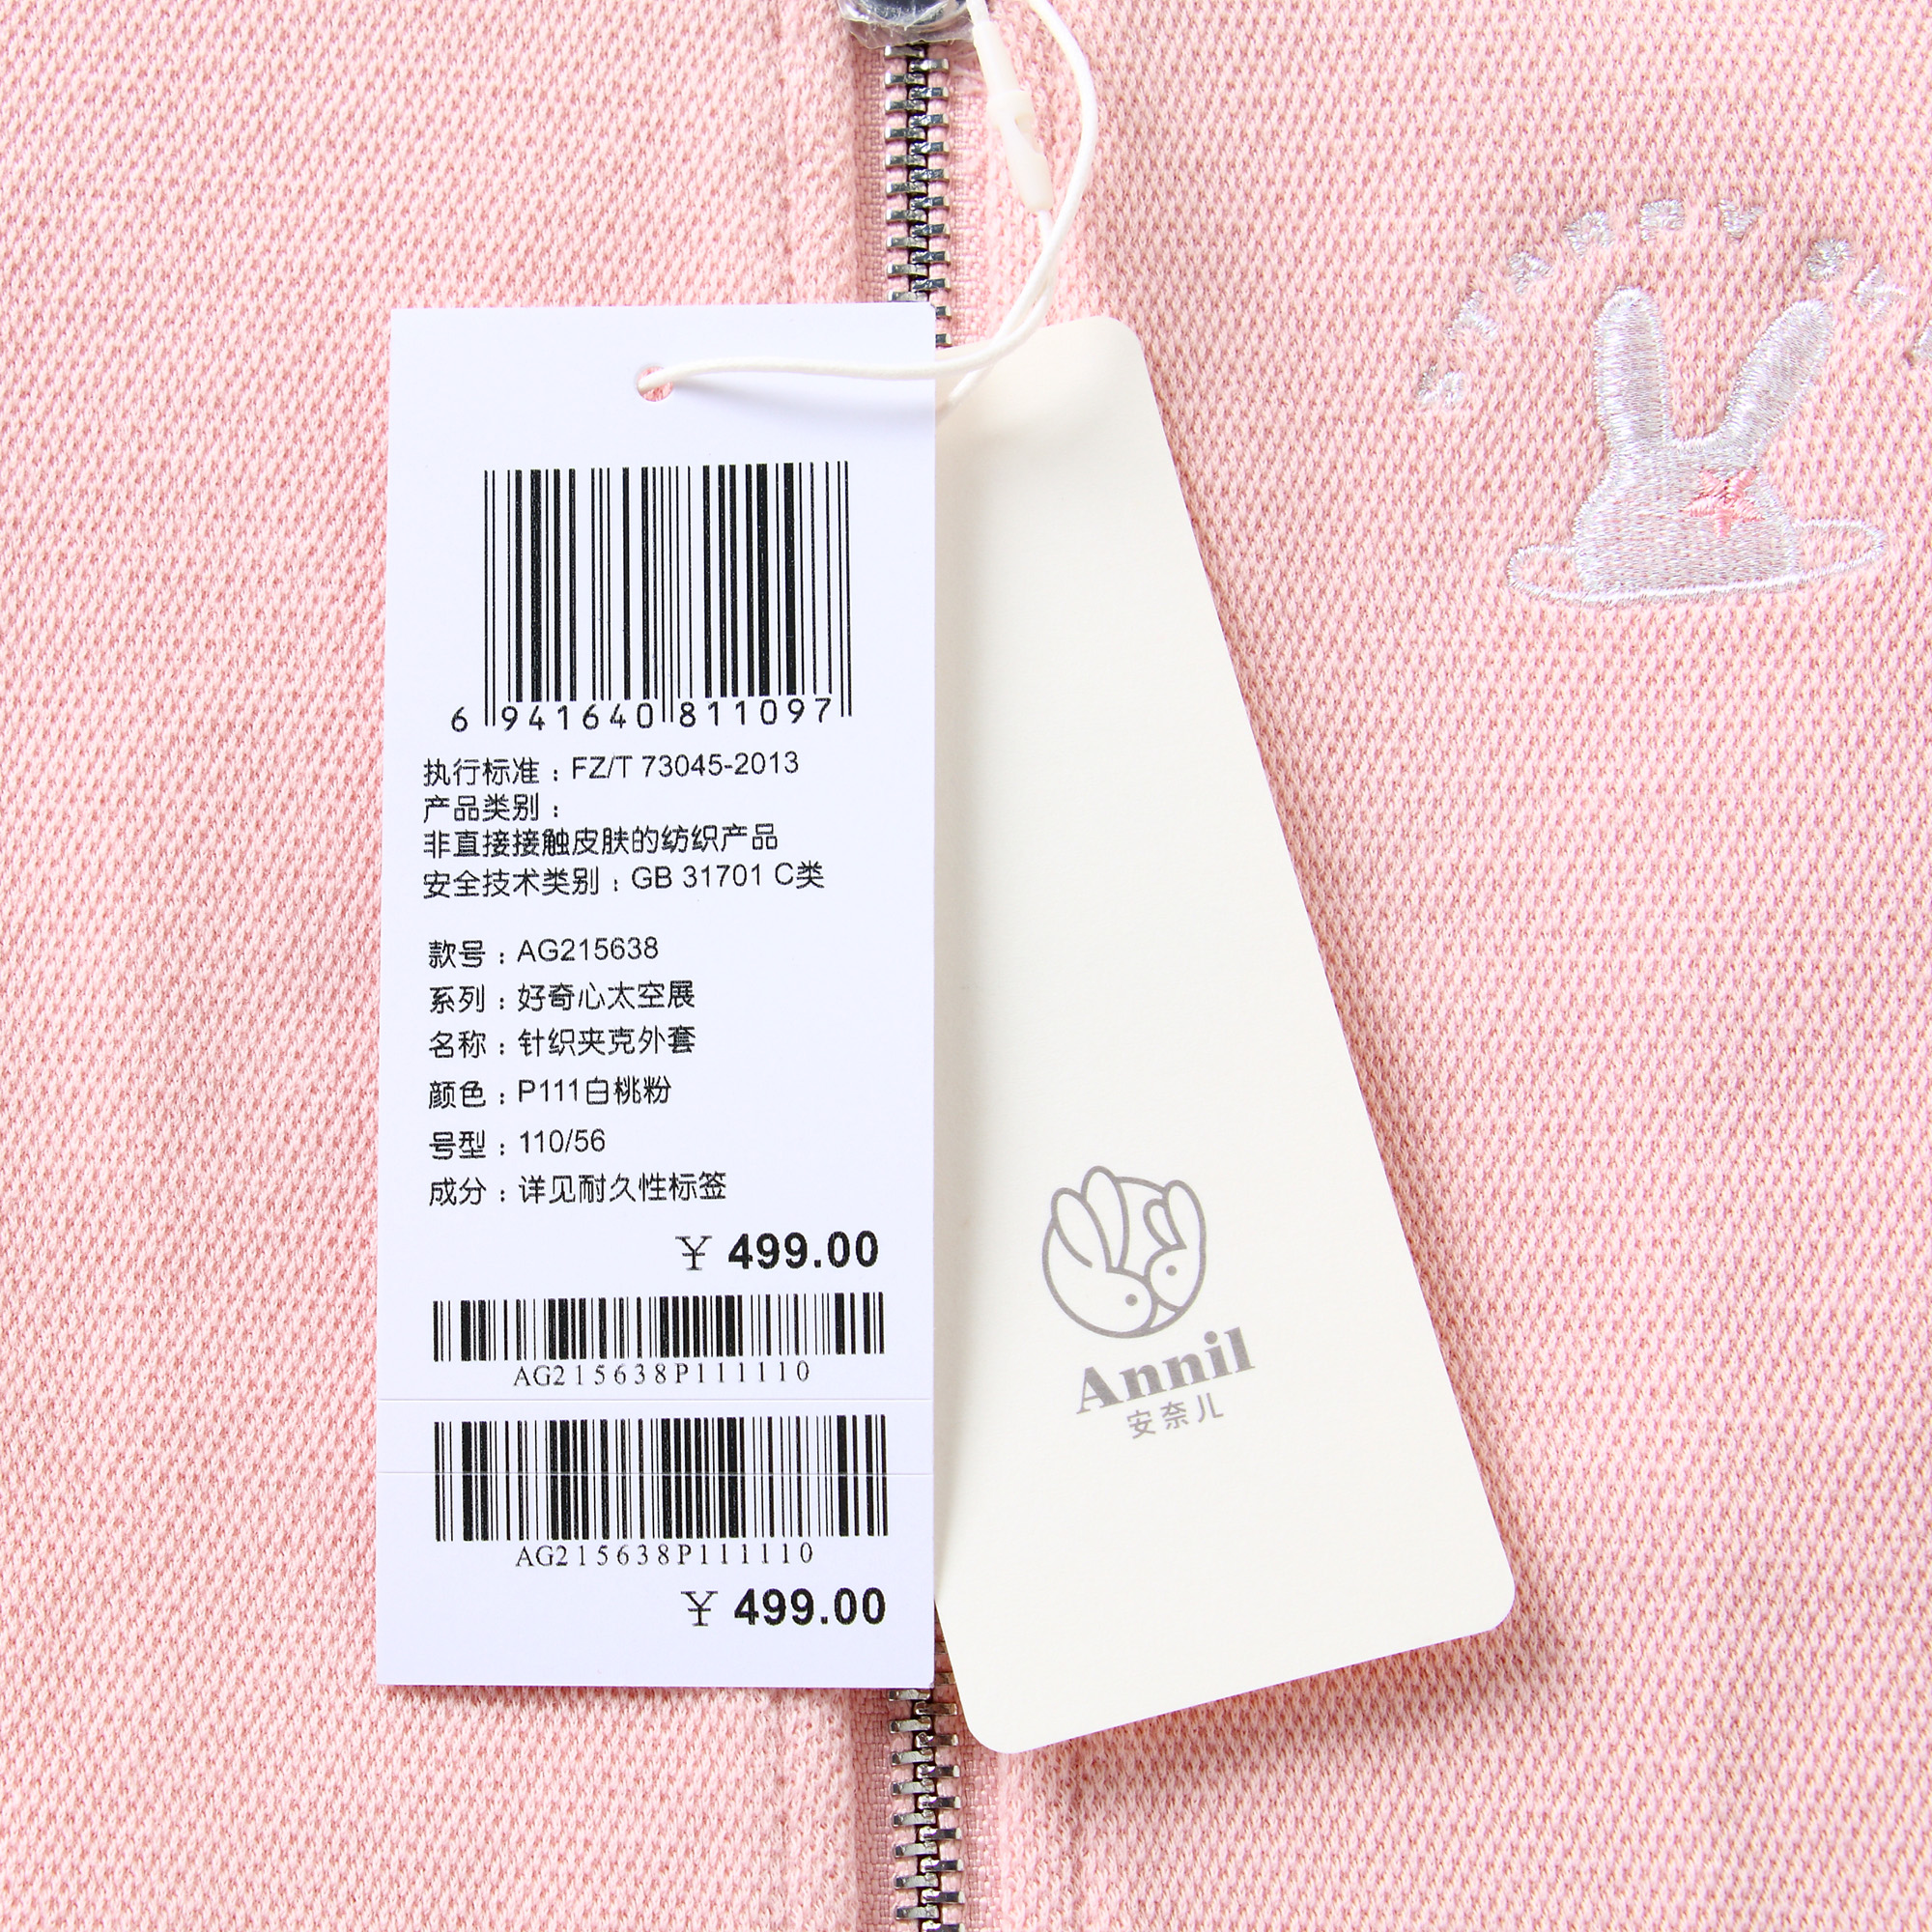 6 941640 811097
执行标准：FZ/T 73045-2013
产品类别：
非直接接触皮肤的纺织产品
安全技术类别：GB 31701 C类
款号：AG215638
系列：好奇心太空展
名称：针织夹克外套
颜色：P111白桃粉
号型：110/56
成分：详见耐久性标签
¥ 499.00
AG215638P111110
AG215638P111110
¥ 499.00
Annil
安奈儿